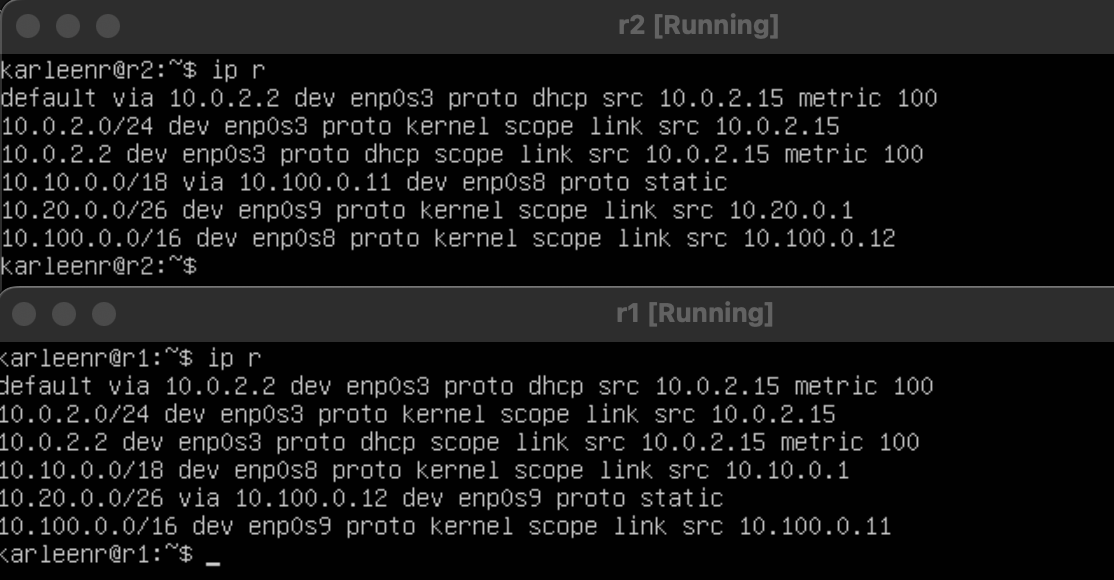 r2 [Running]
karleenr@r2:~$ ip r
default via 10.0.2.2 dev enp0s3 proto dhcp src 10.0.2.15 metric 100
10.0.2.0/24 dev enp0s3 proto kernel scope link src 10.0.2.15
10.0.2.2 dev enp0s3 proto dhcp scope link src 10.0.2.15 metric 100
10.10.0.0/18 via 10.100.0.11 dev enp0s8 proto static
10.20.0.0/26 dev enp0s9 proto kernel scope link src 10.20.0.1
10.100.0.0/16 dev enp0s8 proto kernel scope link src 10.100.0.12
karleenr@r2:~$
r1 [Running]
karleenr@r1:~$ ip r
default via 10.0.2.2 dev enp0s3 proto dhcp src 10.0.2.15 metric 100
10.0.2.0/24 dev enp0s3 proto kernel scope link src 10.0.2.15
10.0.2.2 dev enp0s3 proto dhcp scope link src 10.0.2.15 metric 100
10.10.0.0/18 dev enp0s8 proto kernel scope link src 10.10.0.1
10.20.0.0/26 via 10.100.0.12 dev enp0s9 proto static
10.100.0.0/16 dev enp0s9 proto kernel scope link src 10.100.0.11
karleenr@r1:~$ _